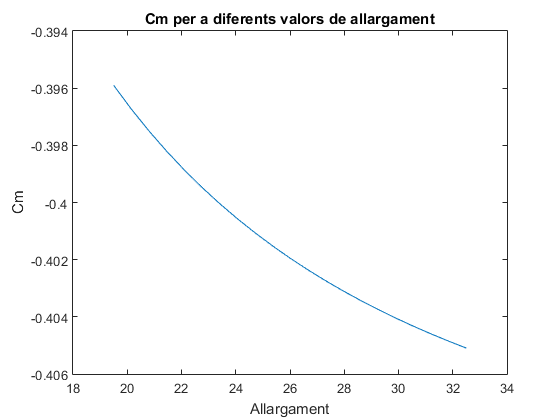 Cm per a diferents valors de allargament
-0.394
-0.396
-0.398
-0.4
-0.402
-0.404
-0.406
Cm
18 20 22 24 26 28 30 32 34
Allargament